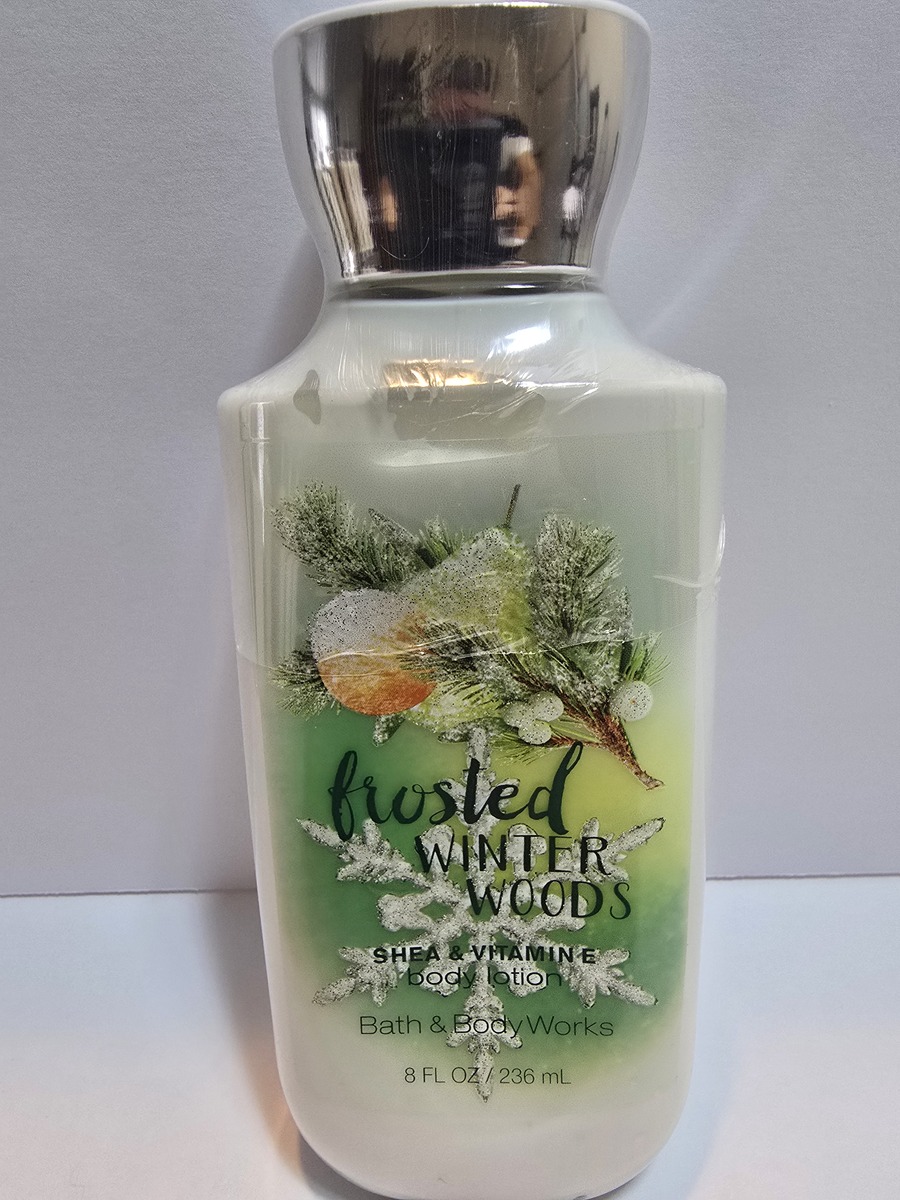 frosted
WINTER
WOODS
SHEA & VITAMIN E
body lotion
Bath & Body Works
8 FL OZ / 236 mL